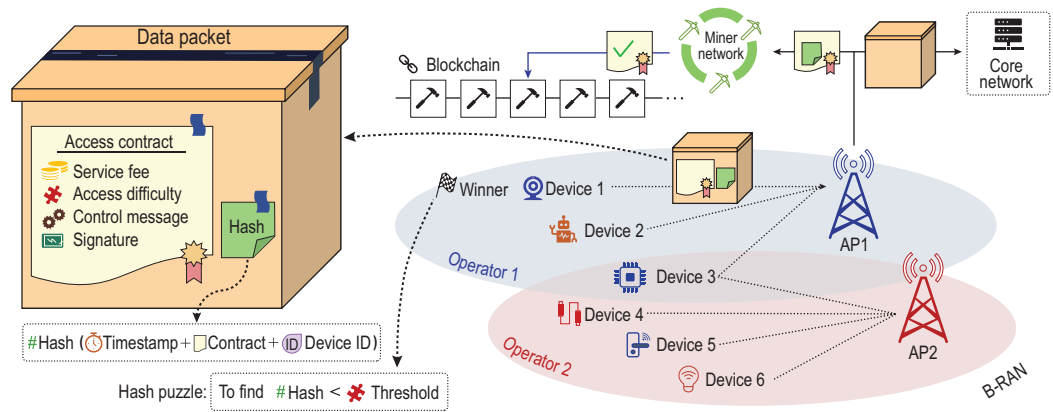 Data packet
Access contract
Service fee
Access difficulty
Control message
Signature
Hash
#Hash (Timestamp + Contract + ID Device ID)
Hash puzzle: To find #Hash < Threshold
Blockchain
Miner
network
Core
network
Winner
Device 1
Device 2
Device 3
Operator 1
AP1
Device 4
Device 5
Device 6
Operator 2
AP2
B-RAN